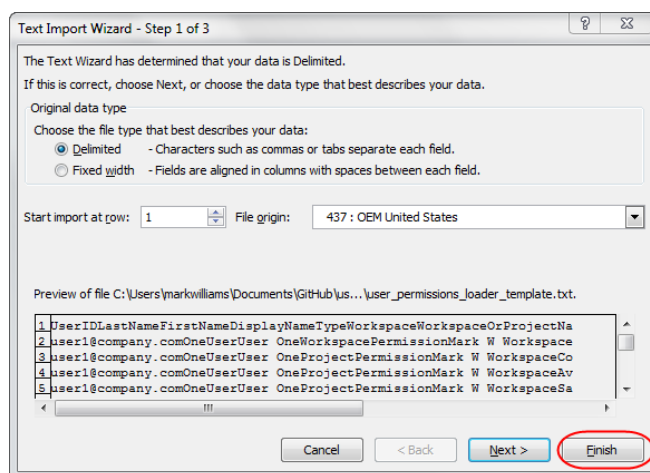 Text Import Wizard - Step 1 of 3
The Text Wizard has determined that your data is Delimited.
If this is correct, choose Next, or choose the data type that best describes your data.
Original data type
Choose the file type that best describes your data:
Delimited - Characters such as commas or tabs separate each field.
Fixed width - Fields are aligned in columns with spaces between each field.
Start import at row: 1 File origin: 437 : OEM United States
Preview of file C:\Users\markwilliams\Documents\GitHub\us...\user_permissions_loader_template.txt.
1 UserIDLastNameFirstNameDisplayNameTypeWorkspaceWorkspaceOrProjectNa
2 user1@company.comOneUserUser OneWorkspacePermissionMark W Workspace
3 user1@company.comOneUserUser OneProjectPermissionMark W WorkspaceCo
4 user1@company.comOneUserUser OneProjectPermissionMark W WorkspaceAv
5 user1@company.comOneUserUser OneProjectPermissionMark W WorkspaceSa
Cancel < Back Next > Finish